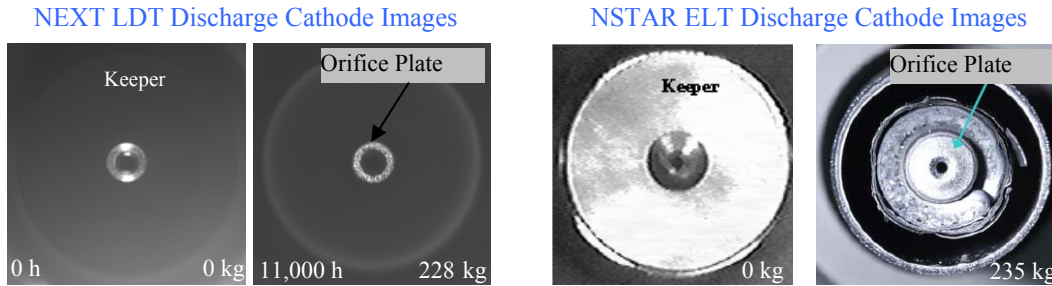 NEXT LDT Discharge Cathode Images
NSTAR ELT Discharge Cathode Images
Keeper
Orifice Plate
Keeper
Orifice Plate
0 h
0 kg
11,000 h
228 kg
0 kg
235 kg